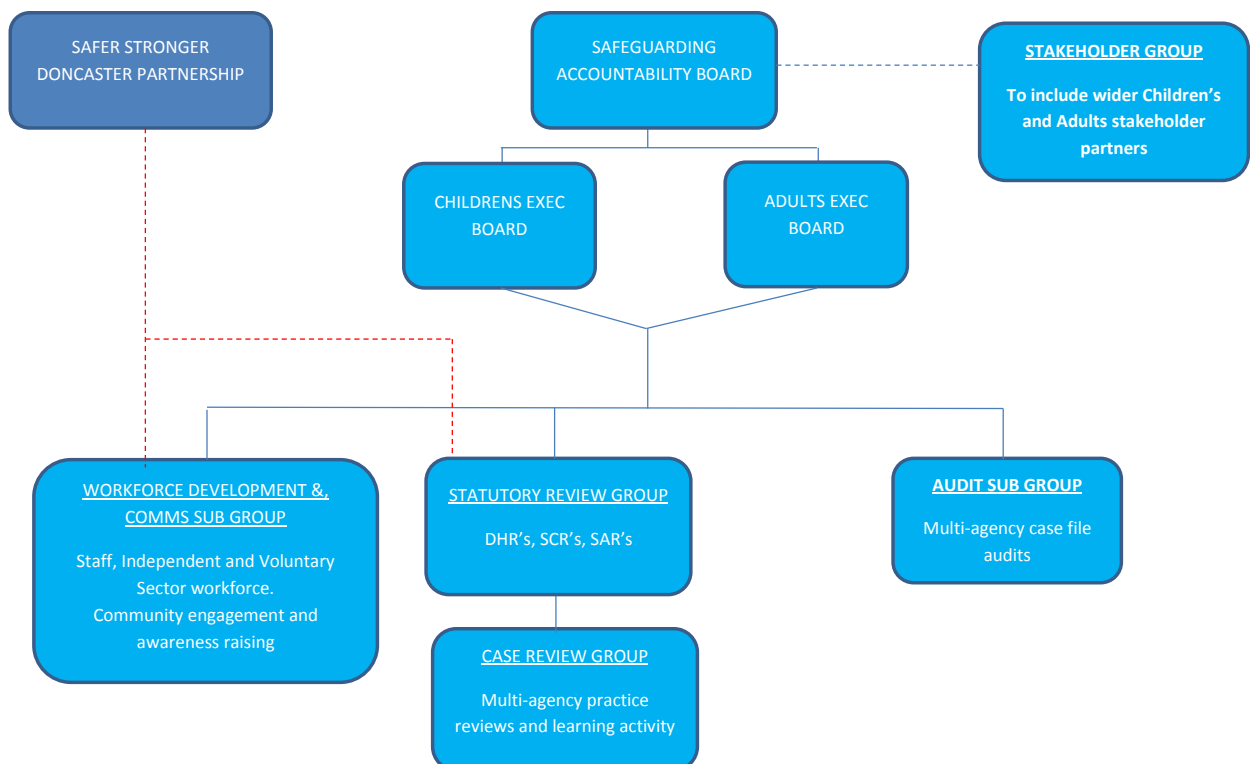 SAFER STRONGER
DONCASTER PARTNERSHIP
SAFEGUARDING
ACCOUNTABILITY BOARD
STAKEHOLDER GROUP
To include wider Children’s
and Adults stakeholder
partners
CHILDRENS EXEC
BOARD
ADULTS EXEC
BOARD
WORKFORCE DEVELOPMENT &,
COMMS SUB GROUP
Staff, Independent and Voluntary
Sector workforce.
Community engagement and
awareness raising
STATUTORY REVIEW GROUP
DHR’s, SCR’s, SAR’s
AUDIT SUB GROUP
Multi-agency case file
audits
CASE REVIEW GROUP
Multi-agency practice
reviews and learning activity